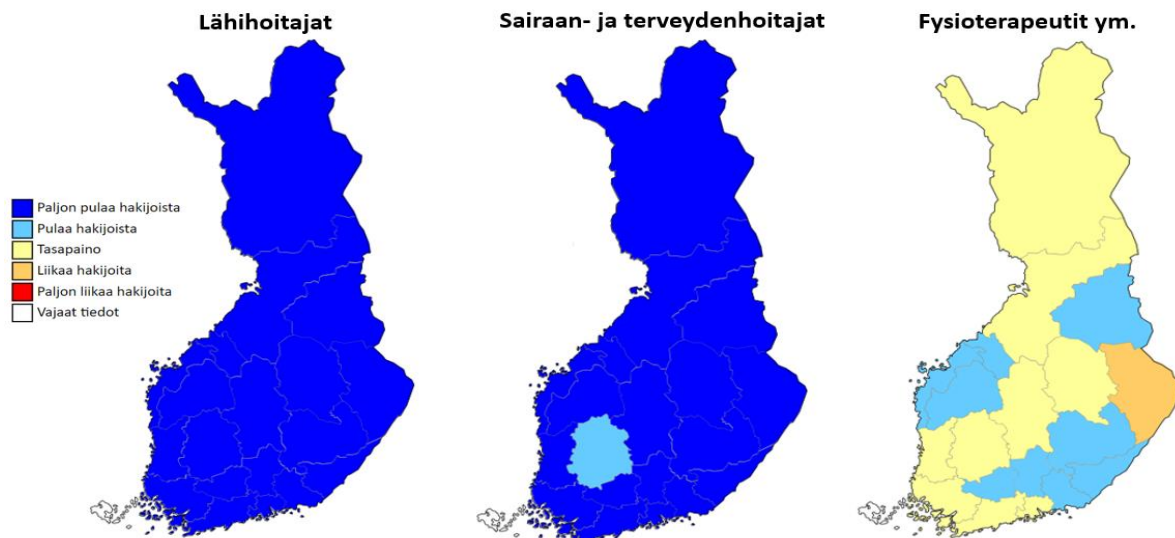 Lähihoitajat
Sairaan- ja terveydenhoitajat
Fysioterapeutit ym.
Paljon pulaa hakijoista
Pulaa hakijoista
Tasapaino
Liikaa hakijoita
Paljon liikaa hakijoita
Vajaat tiedot